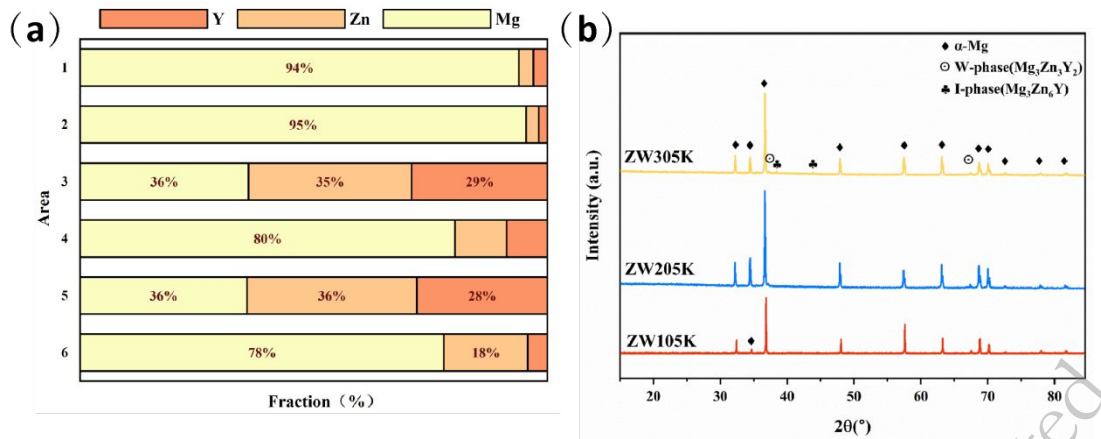 (a)
Y Zn Mg
1 94%
2 95%
3 36% 35% 29%
4 80%
5 36% 36% 28%
6 78% 18%
Area
Fraction（%）
(b)
α-Mg
W-phase(Mg₃Zn₃Y₂)
I-phase(Mg₃Zn₆Y)
ZW305K
ZW205K
ZW105K
Intensity (a.u.)
20 30 40 50 60 70 80
2θ(°)